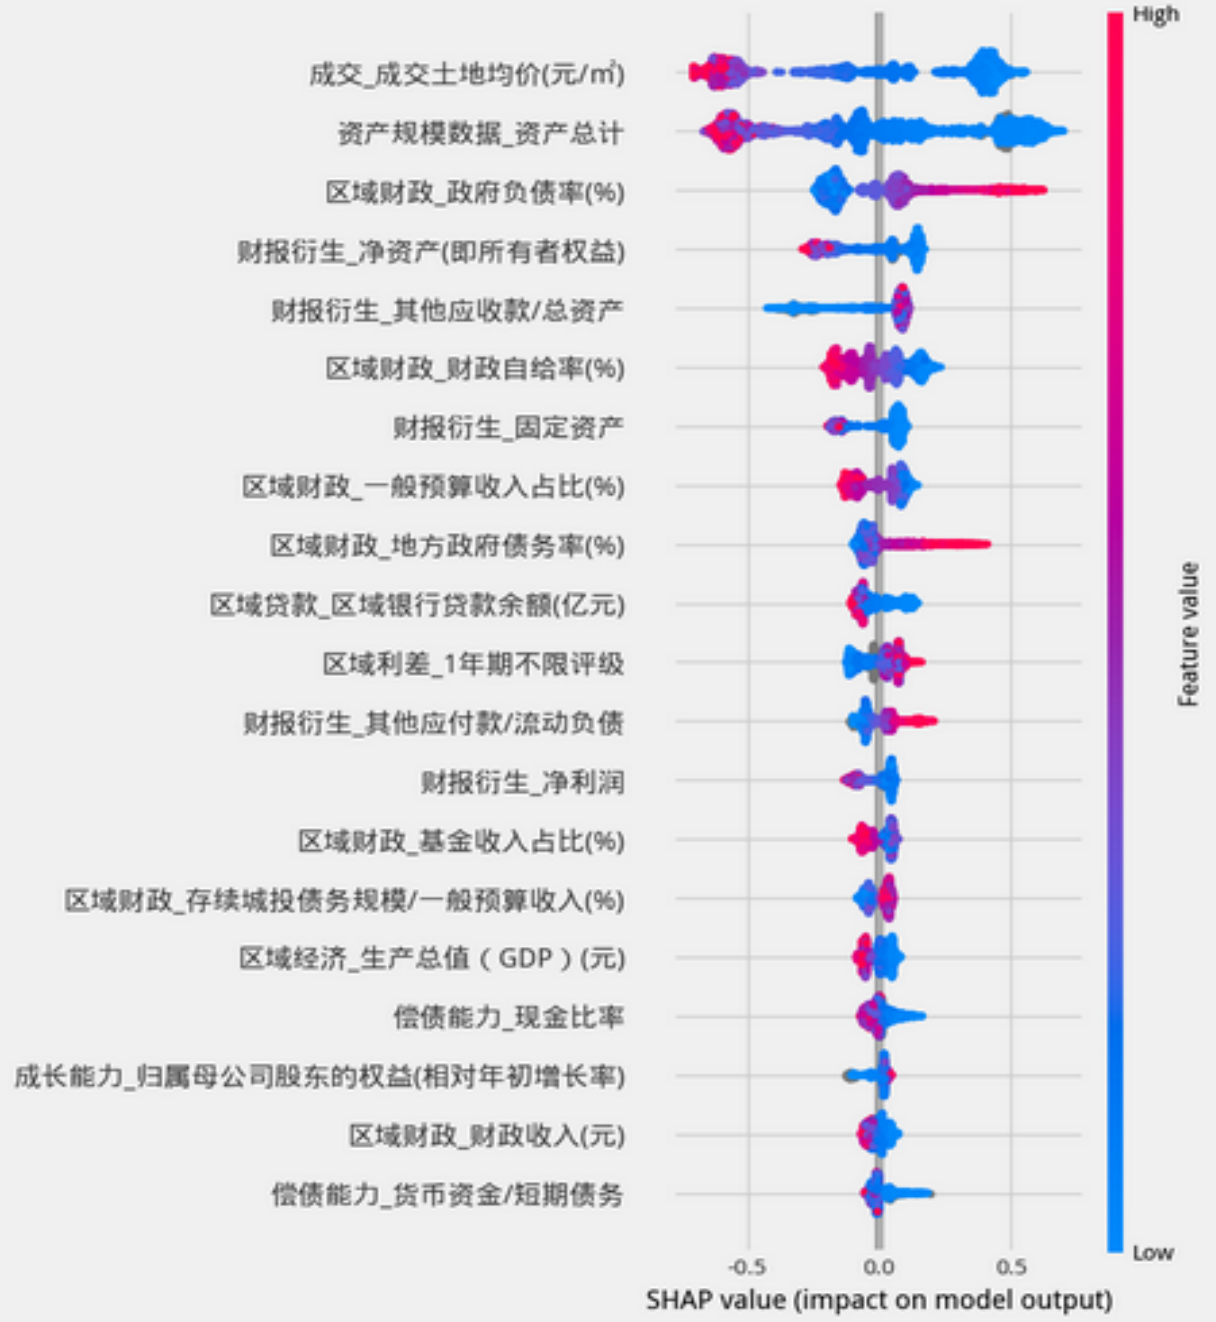 High
成交_成交土地均价(元/㎡)
资产规模数据_资产总计
区域财政_政府负债率(%)
财报衍生_净资产(即所有者权益)
财报衍生_其他应收款/总资产
区域财政_财政自给率(%)
财报衍生_固定资产
区域财政_一般预算收入占比(%)
区域财政_地方政府债务率(%)
区域贷款_区域银行贷款余额(亿元)
区域利差_1年期不限评级
财报衍生_其他应付款/流动负债
财报衍生_净利润
区域财政_基金收入占比(%)
区域财政_存续城投债务规模/一般预算收入(%)
区域经济_生产总值（GDP）(元)
偿债能力_现金比率
成长能力_归属母公司股东的权益(相对年初增长率)
区域财政_财政收入(元)
偿债能力_货币资金/短期债务
Feature value
Low
-0.5 0.0 0.5
SHAP value (impact on model output)